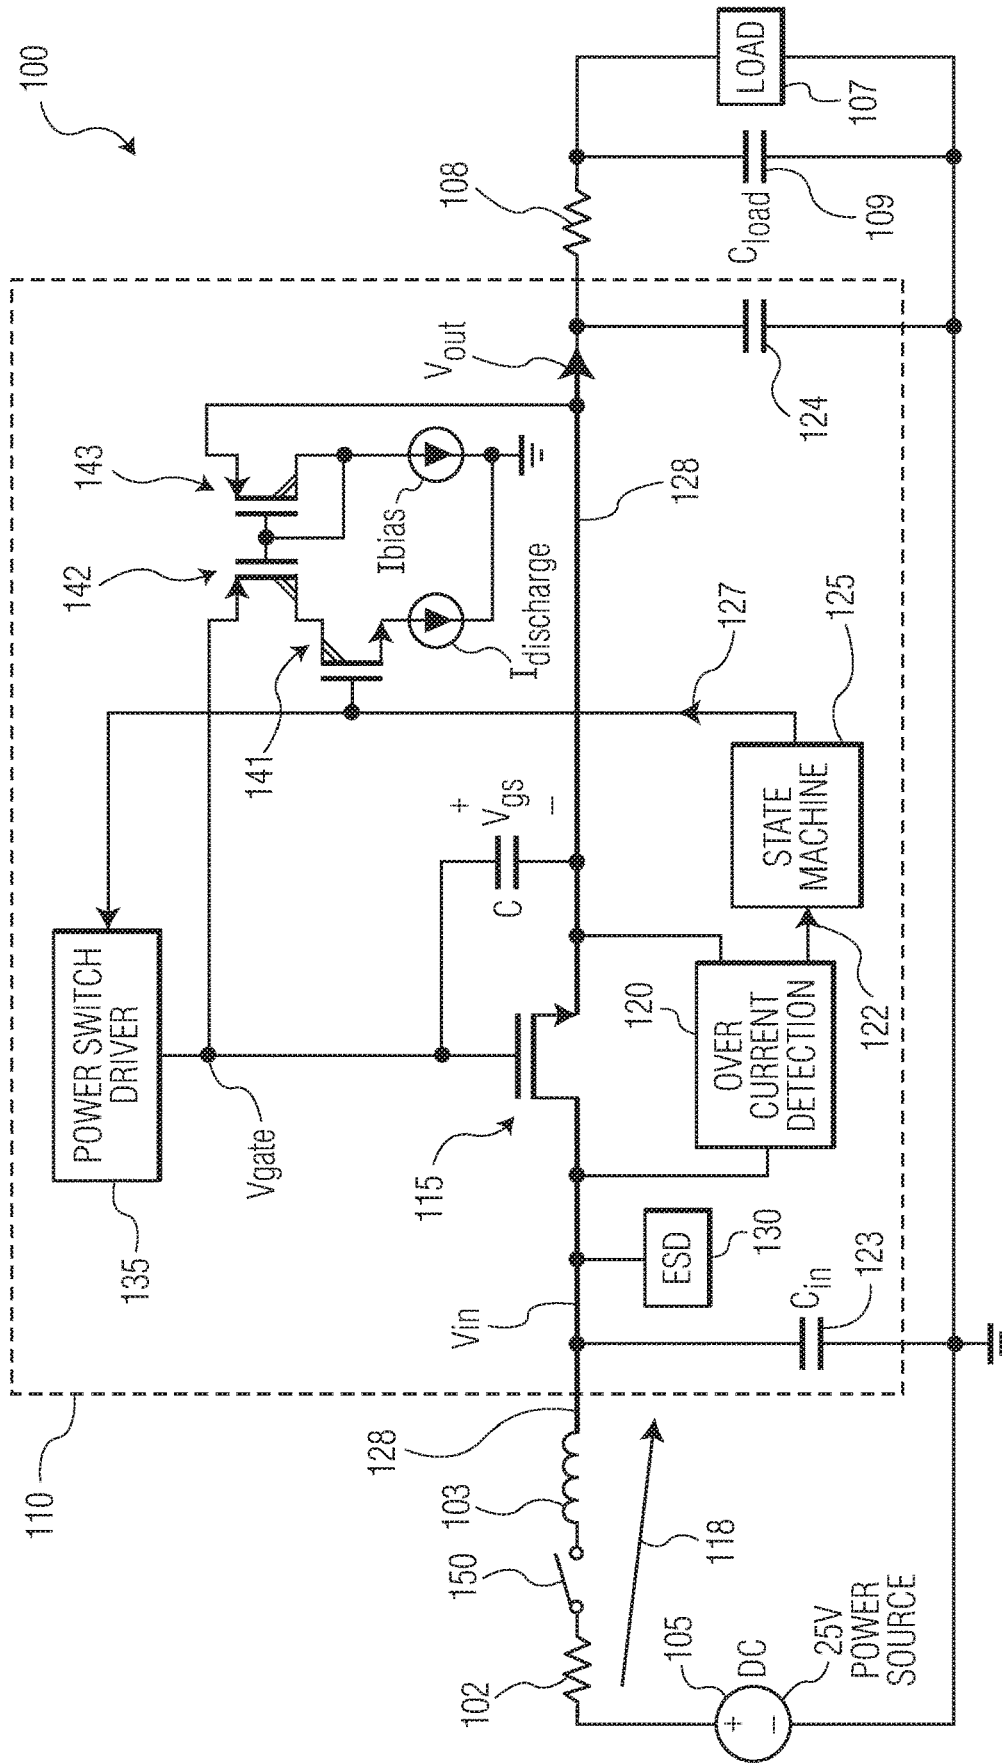 100
110
POWER SWITCH
DRIVER
135
Vgate
143
142
141
Ibias
Idischarge
Vout
108
LOAD
107
Cload
109
124
128
127
125
STATE
MACHINE
122
+
Vgs
−
C
115
120
OVER
CURRENT
DETECTION
ESD
130
Vin
Cin
123
128
103
150
102
118
105
DC
+
−
25V
POWER
SOURCE